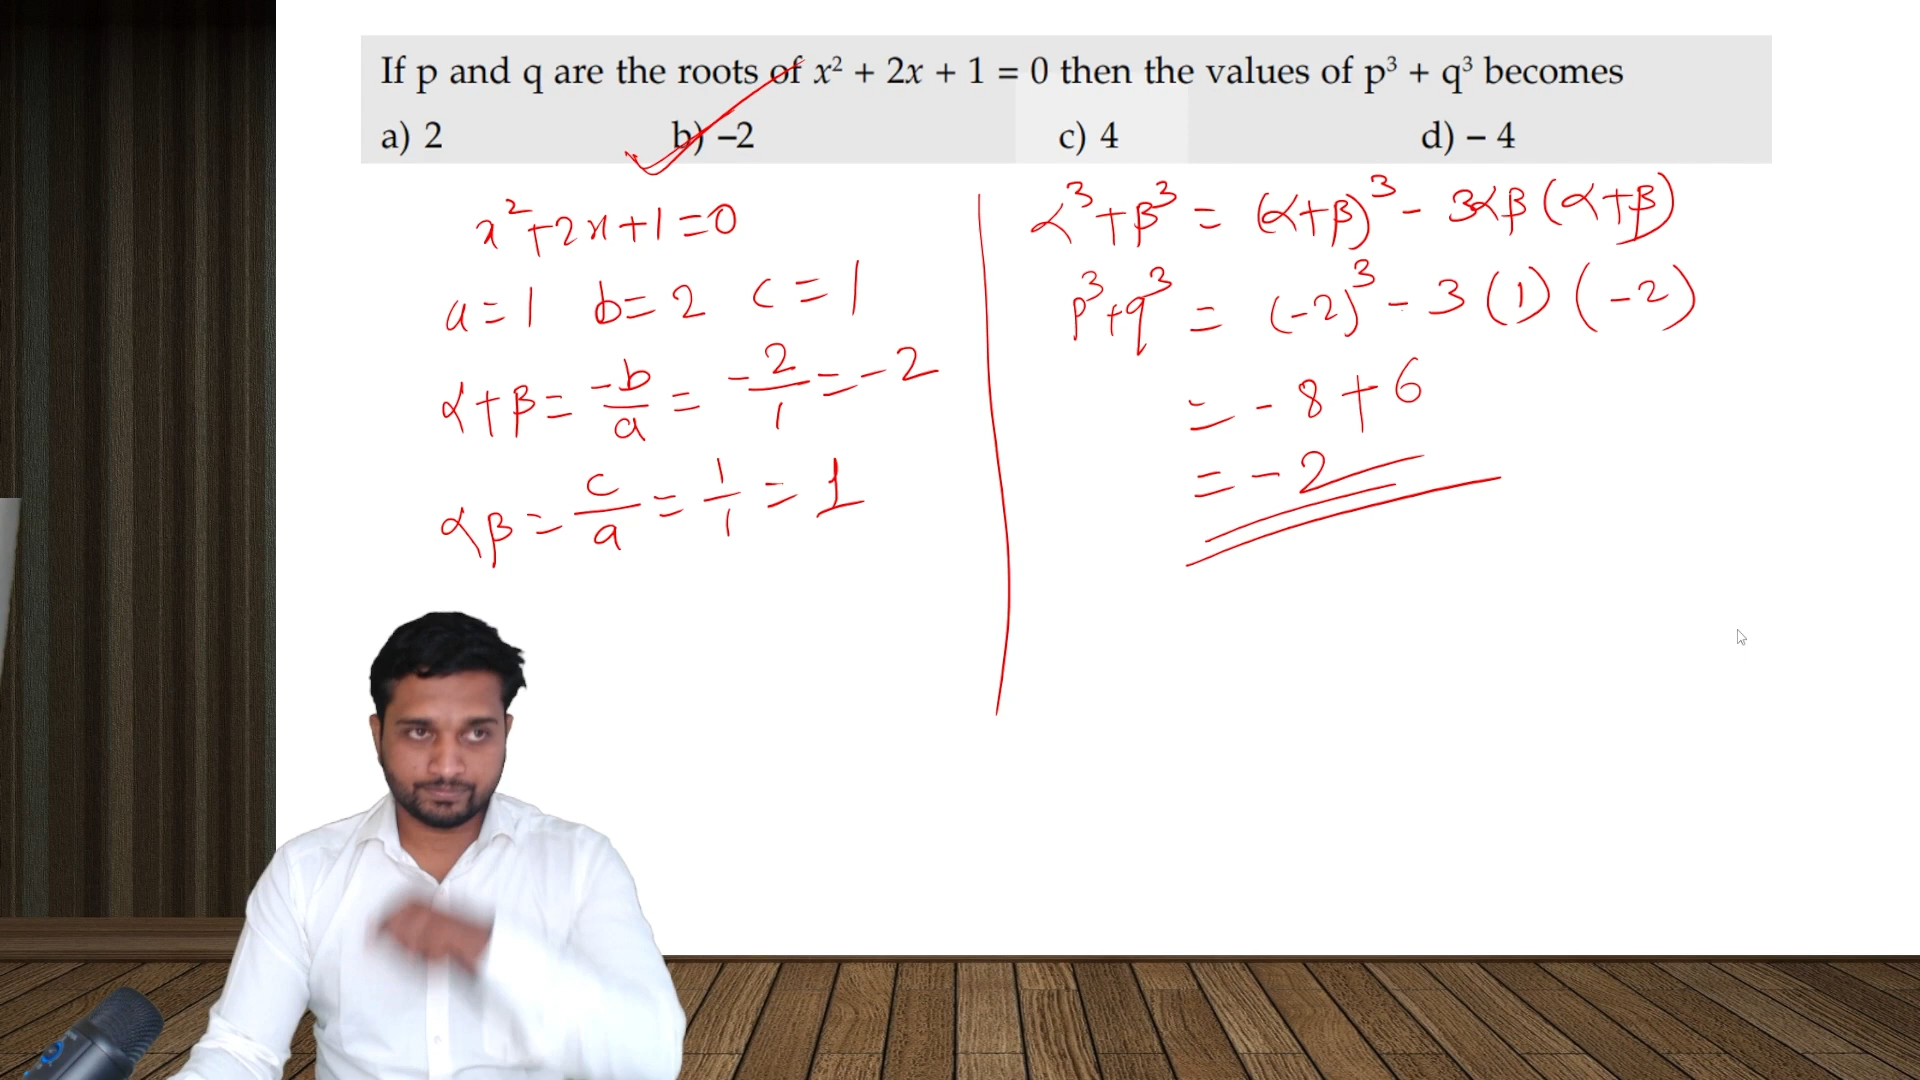 If p and q are the roots of x² + 2x + 1 = 0 then the values of p³ + q³ becomes
a) 2 b) –2 c) 4 d) – 4
x²+2x+1=0
a=1 b=2 c=1
α+β = -b/a = -2/1 = -2
αβ = c/a = 1/1 = 1
α³+β³ = (α+β)³ - 3αβ(α+β)
p³+q³ = (-2)³ - 3(1)(-2)
= -8+6
= -2